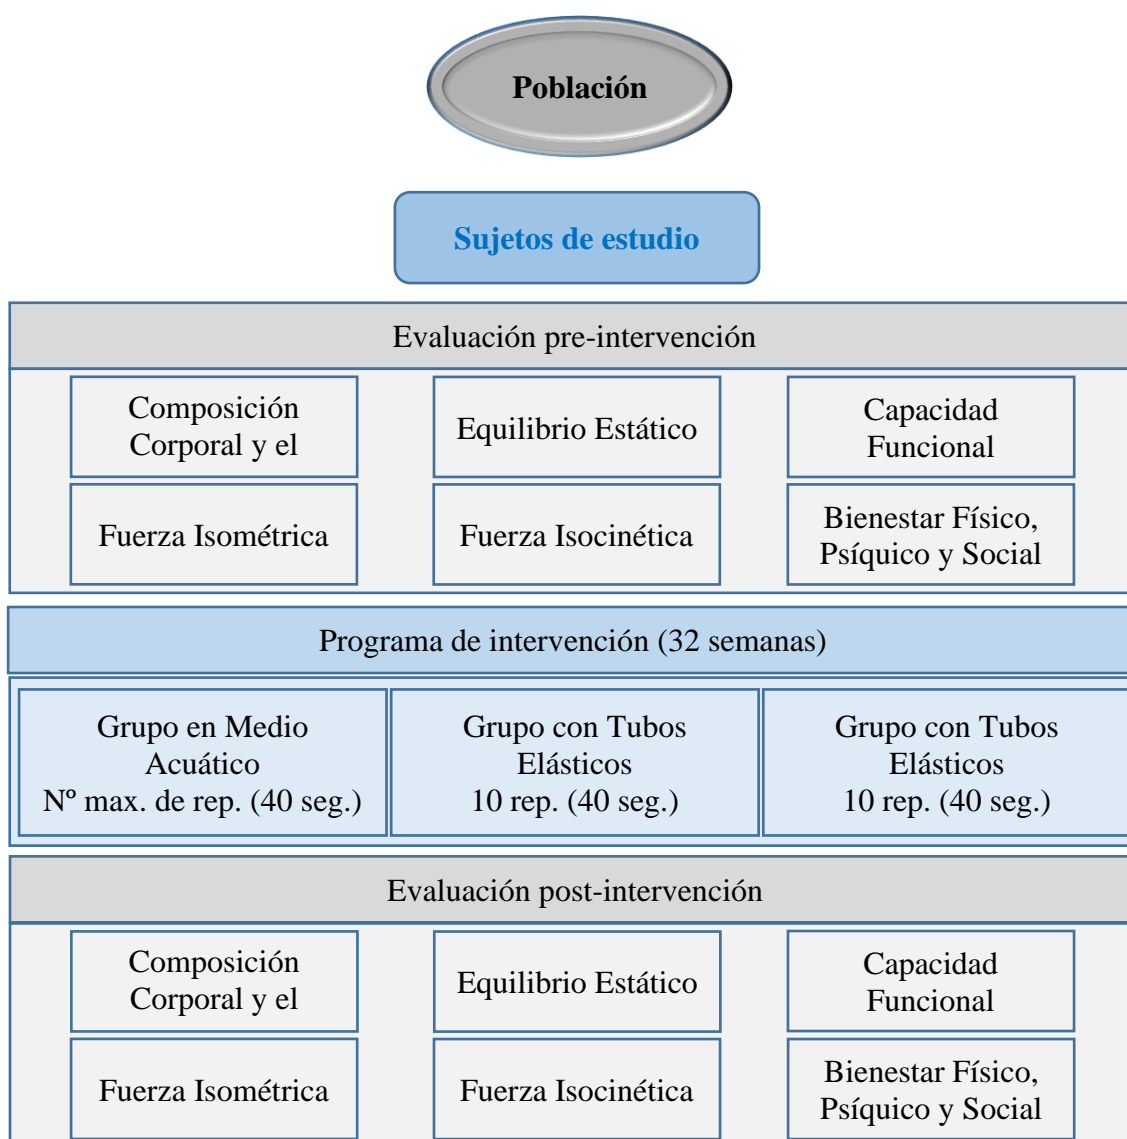 Población
Sujetos de estudio
Evaluación pre-intervención
Composición
Corporal y el
Equilibrio Estático
Capacidad
Funcional
Fuerza Isométrica
Fuerza Isocinética
Bienestar Físico,
Psíquico y Social
Programa de intervención (32 semanas)
Grupo en Medio
Acuático
Nº max. de rep. (40 seg.)
Grupo con Tubos
Elásticos
10 rep. (40 seg.)
Grupo con Tubos
Elásticos
10 rep. (40 seg.)
Evaluación post-intervención
Composición
Corporal y el
Equilibrio Estático
Capacidad
Funcional
Fuerza Isométrica
Fuerza Isocinética
Bienestar Físico,
Psíquico y Social